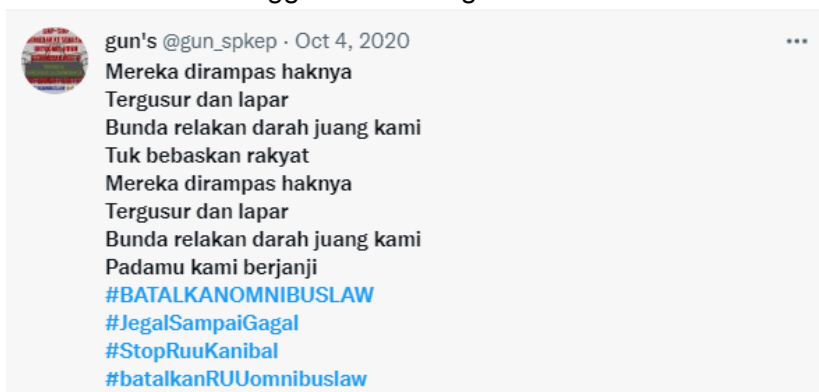 gun's @gun_spkep · Oct 4, 2020
Mereka dirampas haknya
Tergusur dan lapar
Bunda relakan darah juang kami
Tuk bebaskan rakyat
Mereka dirampas haknya
Tergusur dan lapar
Bunda relakan darah juang kami
Padamu kami berjanji
#BATALKANOMNIBUSLAW
#JegalSampaiGagal
#StopRuuKanibal
#batalkanRUUomnibuslaw